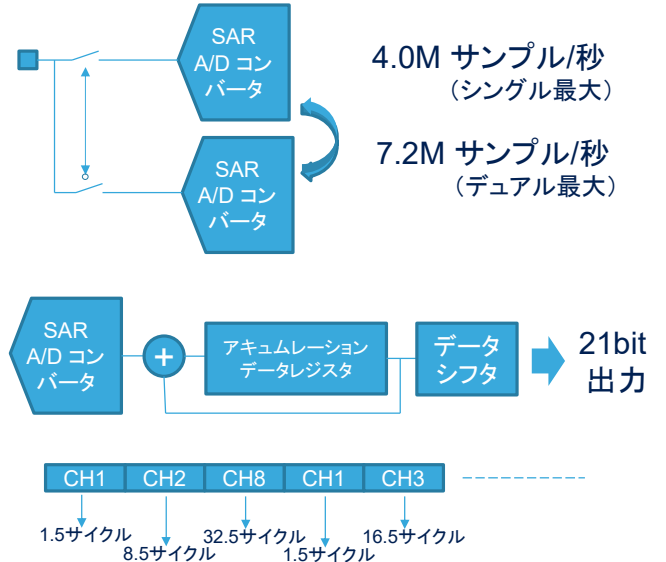 SAR
A/D コン
バータ
4.0M サンプル/秒
（シングル最大）
SAR
A/D コン
バータ
7.2M サンプル/秒
（デュアル最大）
SAR
A/D コン
バータ
+
アキュムレーション
データレジスタ
データ
シフタ
21bit
出力
CH1 CH2 CH8 CH1 CH3
1.5サイクル 32.5サイクル 16.5サイクル
8.5サイクル 1.5サイクル